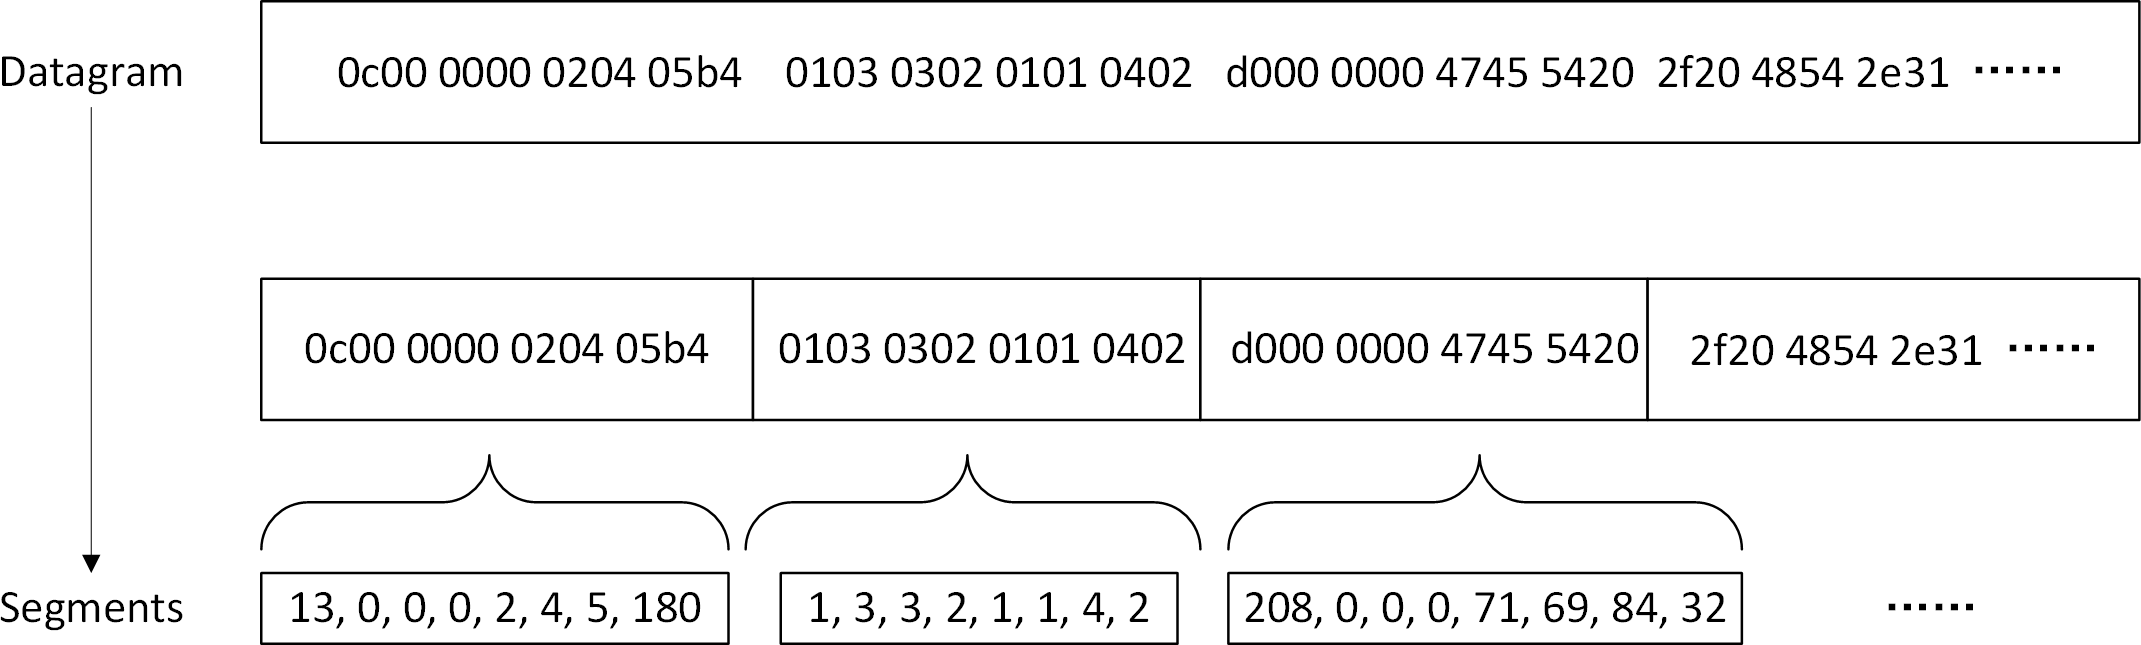 Datagram 0c00 0000 0204 05b4 0103 0302 0101 0402 d000 0000 4745 5420 2f20 4854 2e31 ······
0c00 0000 0204 05b4 0103 0302 0101 0402 d000 0000 4745 5420 2f20 4854 2e31 ······
Segments 13, 0, 0, 0, 2, 4, 5, 180 1, 3, 3, 2, 1, 1, 4, 2 208, 0, 0, 0, 71, 69, 84, 32 ······